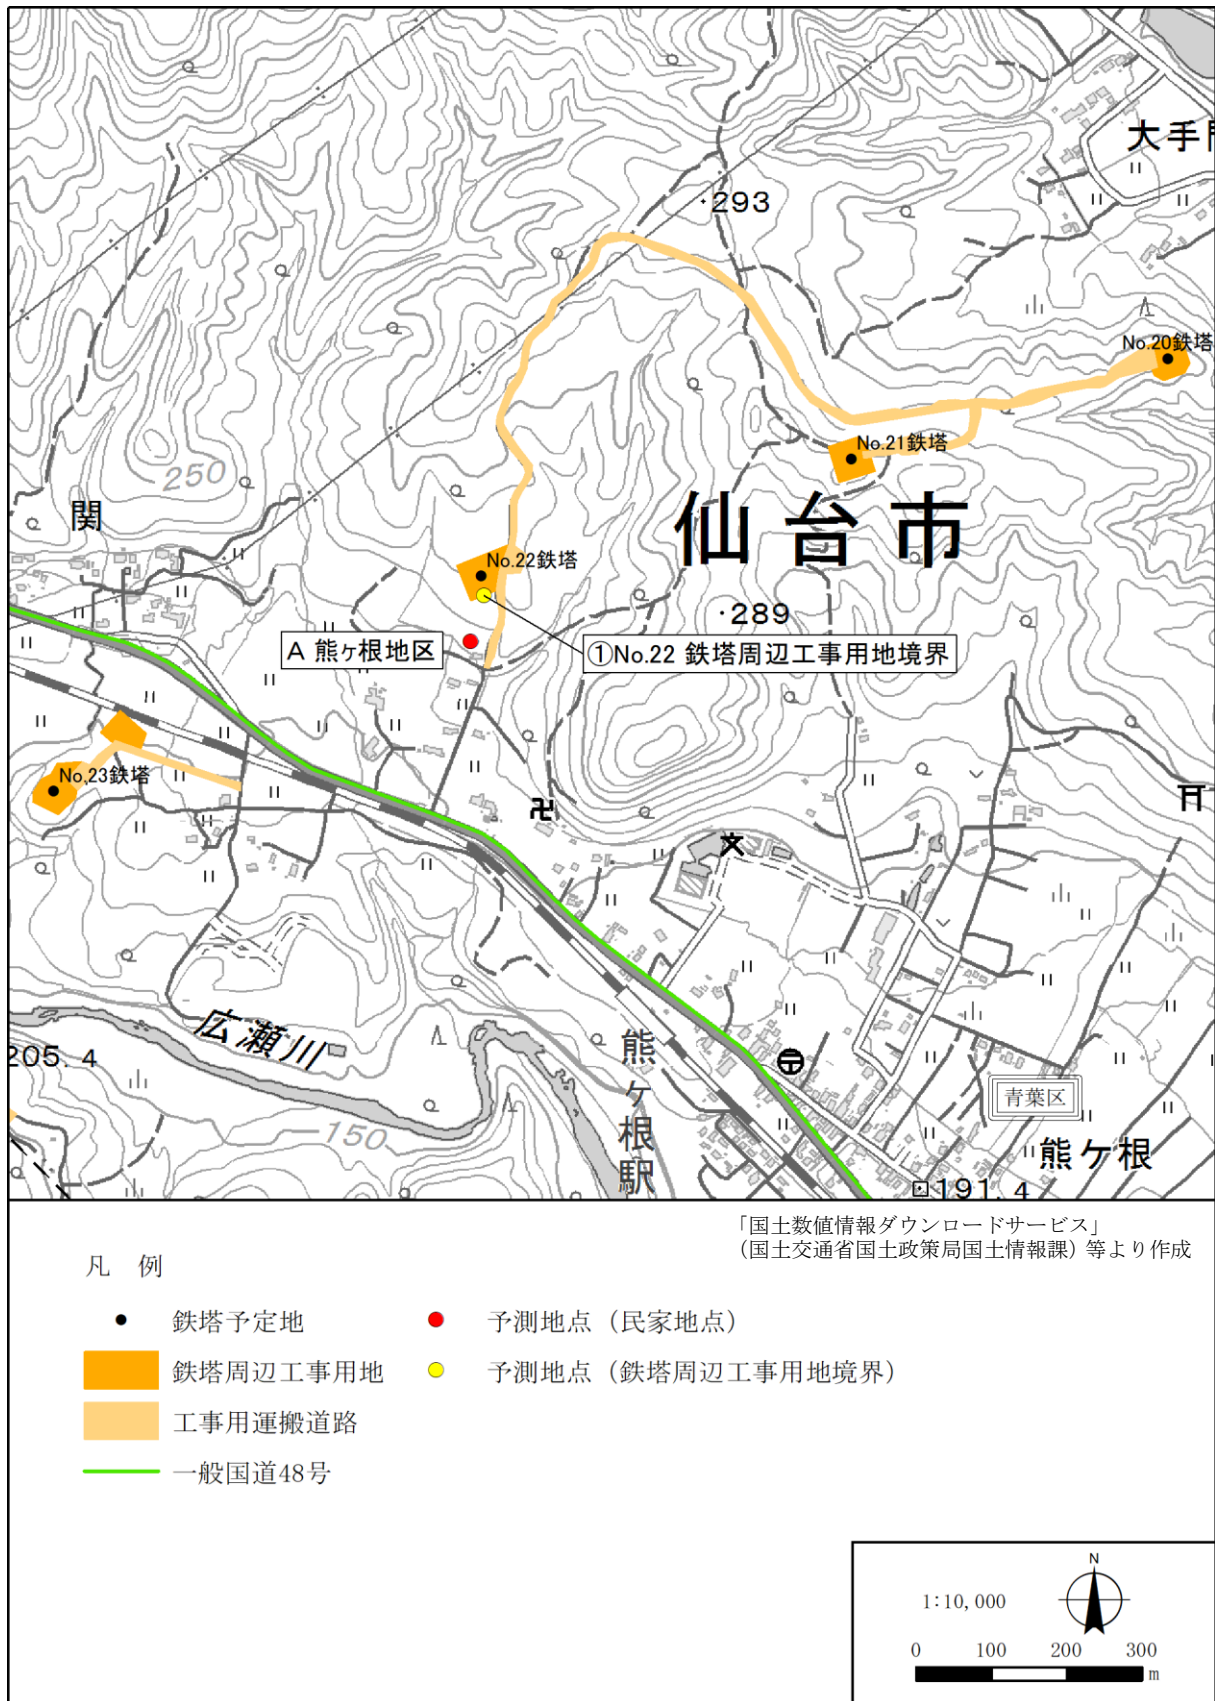 大手
293
No.20鉄塔
No.21鉄塔
250
関
仙台市
No.22鉄塔
289
A 熊ヶ根地区
①No.22 鉄塔周辺工事用地境界
No.23鉄塔
広瀬川
205.4
熊ヶ根駅
青葉区
150
熊ケ根
191.4
「国土数値情報ダウンロードサービス」
(国土交通省国土政策局国土情報課)等より作成
凡 例
鉄塔予定地
予測地点(民家地点)
鉄塔周辺工事用地
予測地点(鉄塔周辺工事用地境界)
工事用運搬道路
一般国道48号
N
1:10,000
0 100 200 300
m